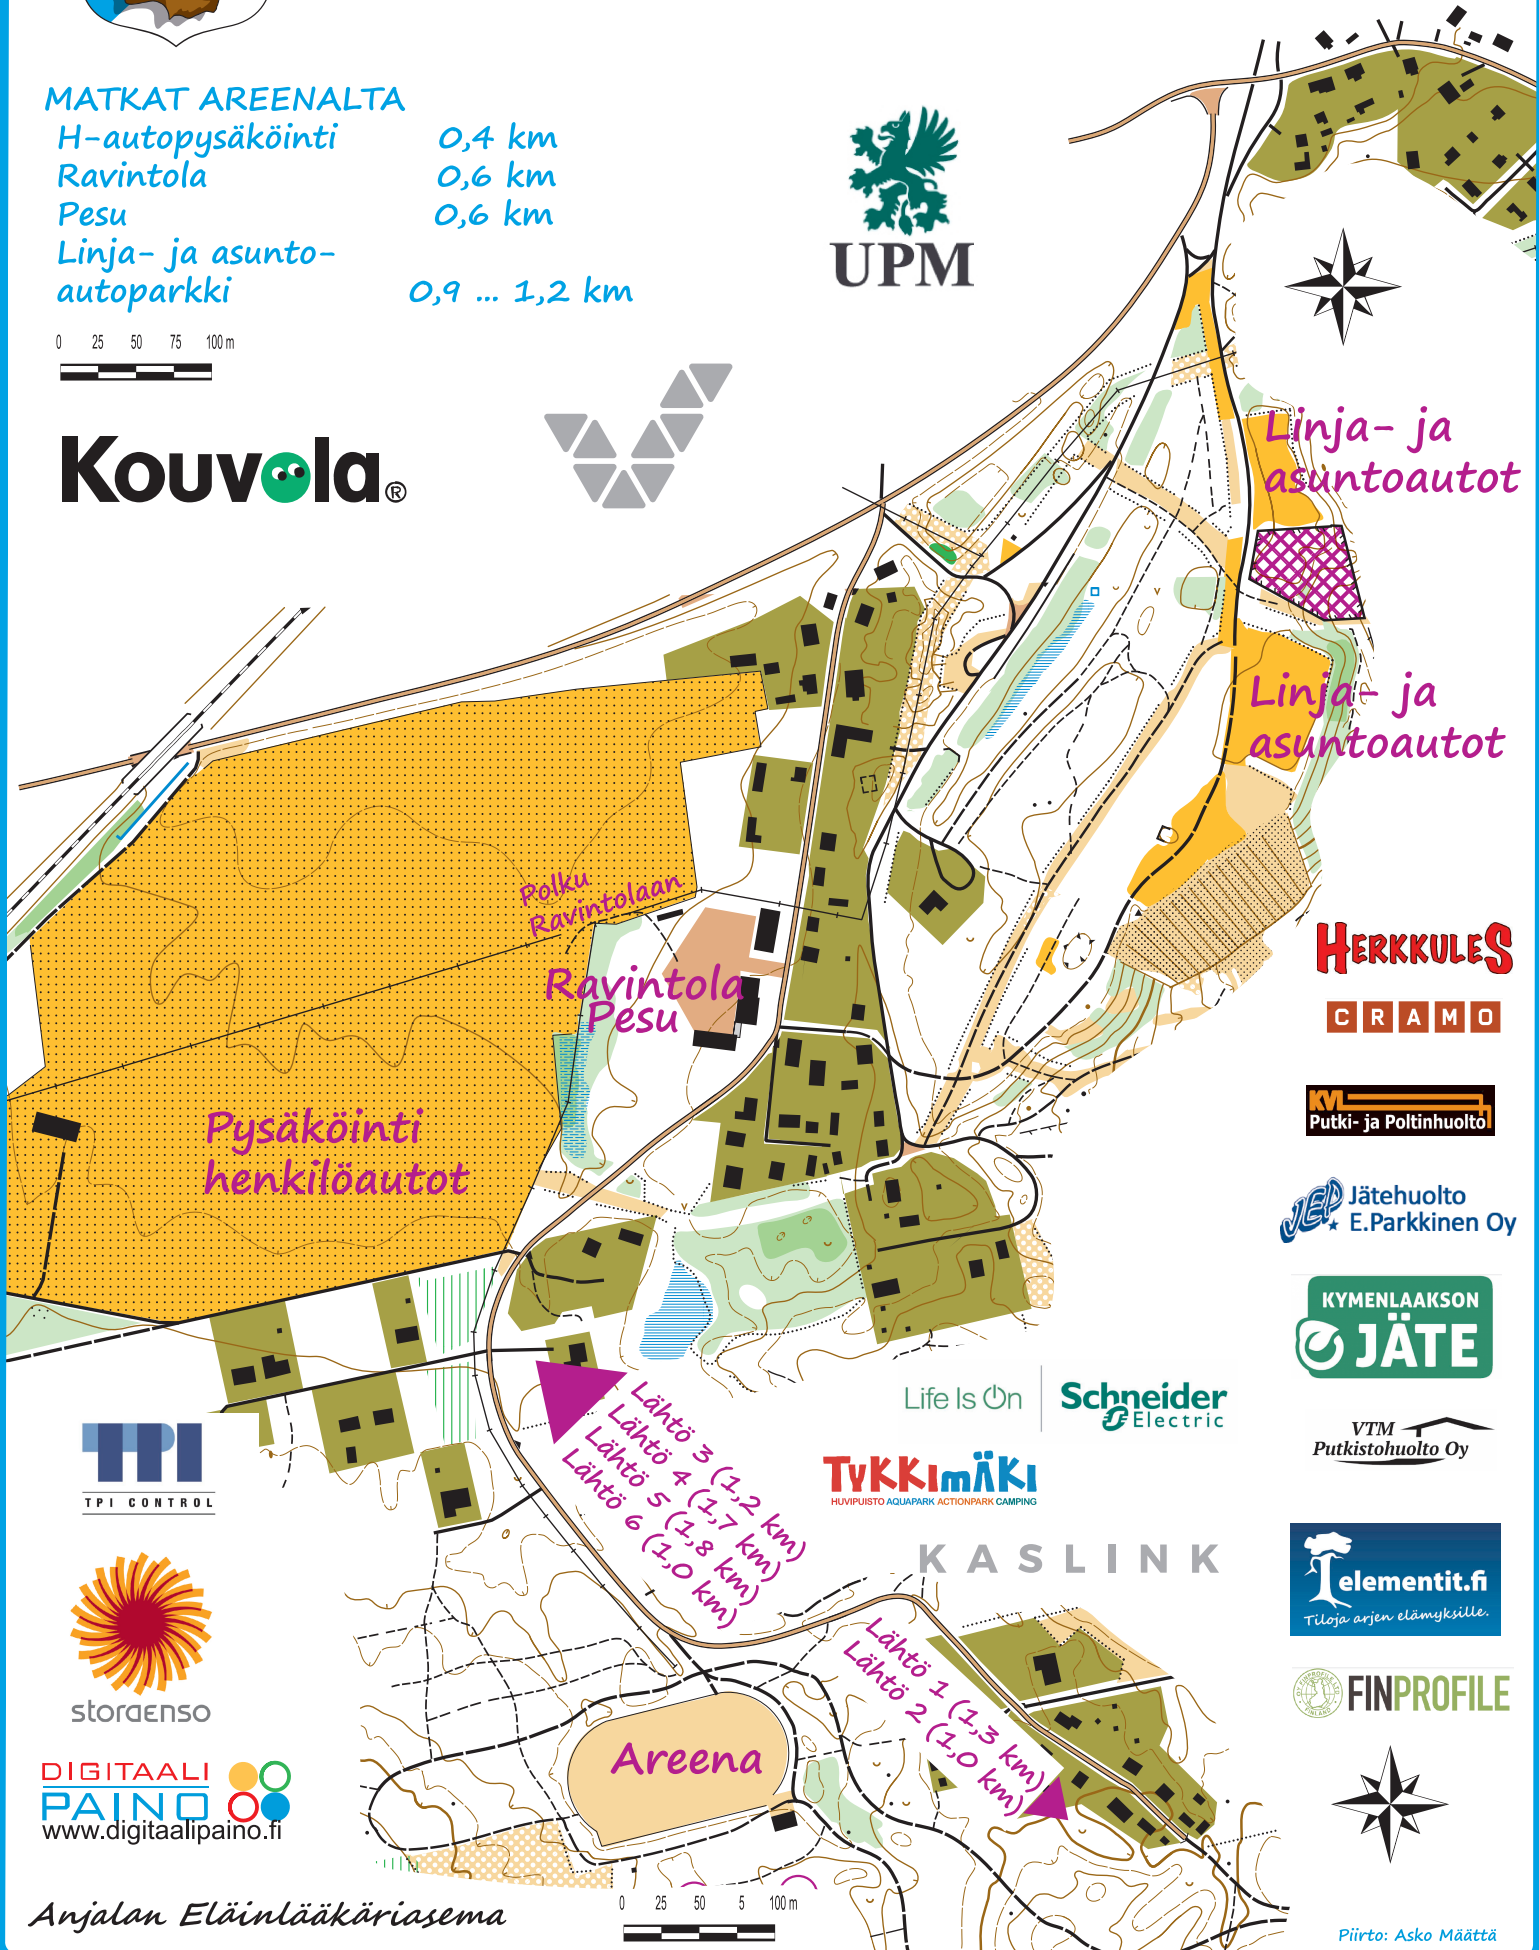 MATKAT AREENALTA
H-autopysäköinti 0,4 km
Ravintola 0,6 km
Pesu 0,6 km
Linja- ja asunto-
autoparkki 0,9 ... 1,2 km
0 25 50 75 100 m
UPM
Kouvola®
Linja- ja
asuntoautot
Linja- ja
asuntoautot
Polku
Ravintolaan
Ravintola
Pesu
Pysäköinti
henkilöautot
HERKKULES
CRAMO
KVL
Putki- ja Poltinhuolto
JEP Jätehuolto
E.Parkkinen Oy
KYMENLAAKSON
JÄTE
Life Is On
Schneider
Electric
VTM
Putkistohuolto Oy
TYKKIMÄKI
HUVIPUISTO AQUAPARK ACTIONPARK CAMPING
KASLINK
Lähtö 3 (1,2 km)
Lähtö 4 (1,7 km)
Lähtö 5 (1,8 km)
Lähtö 6 (1,0 km)
TPI
TPI CONTROL
storaenso
elementit.fi
Tiloja arjen elämyksille.
Lähtö 1 (1,3 km)
Lähtö 2 (1,0 km)
FINPROFILE
Areena
DIGITAALI
PAINO
www.digitaalipaino.fi
Anjalan Eläinlääkäriasema
0 25 50 5 100 m
Piirto: Asko Määttä